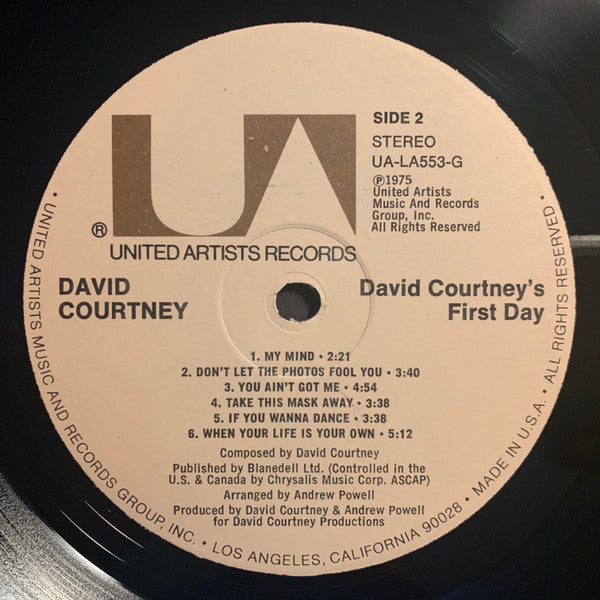 UA
®
UNITED ARTISTS RECORDS
SIDE 2
STEREO
UA-LA553-G
℗1975
United Artists
Music And Records
Group, Inc.
All Rights Reserved
DAVID
COURTNEY
David Courtney's
First Day
1. MY MIND • 2:21
2. DON'T LET THE PHOTOS FOOL YOU • 3:40
3. YOU AIN'T GOT ME • 4:54
4. TAKE THIS MASK AWAY • 3:38
5. IF YOU WANNA DANCE • 3:38
6. WHEN YOUR LIFE IS YOUR OWN • 5:12
Composed by David Courtney
Published by Blanedell Ltd. (Controlled in
the U.S. & Canada by Chrysalis Music Corp. ASCAP)
Arranged by Andrew Powell
Produced by David Courtney & Andrew Powell
for David Courtney Productions
• UNITED ARTISTS MUSIC AND RECORDS GROUP, INC. • LOS ANGELES, CALIFORNIA 90028 • MADE IN U.S.A. • ALL RIGHTS RESERVED •